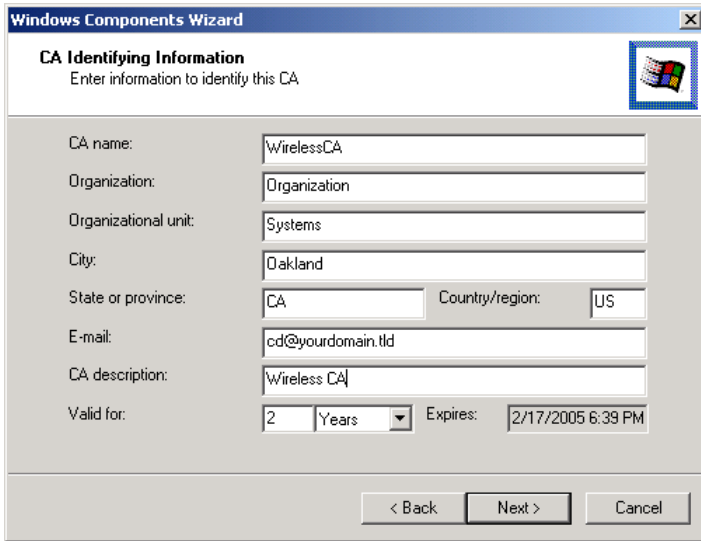 Windows Components Wizard
CA Identifying Information
Enter information to identify this CA
CA name: WirelessCA
Organization: Organization
Organizational unit: Systems
City: Oakland
State or province: CA Country/region: US
E-mail: cd@yourdomain.tld
CA description: Wireless CA
Valid for: 2 Years Expires: 2/17/2005 6:39 PM
< Back Next > Cancel